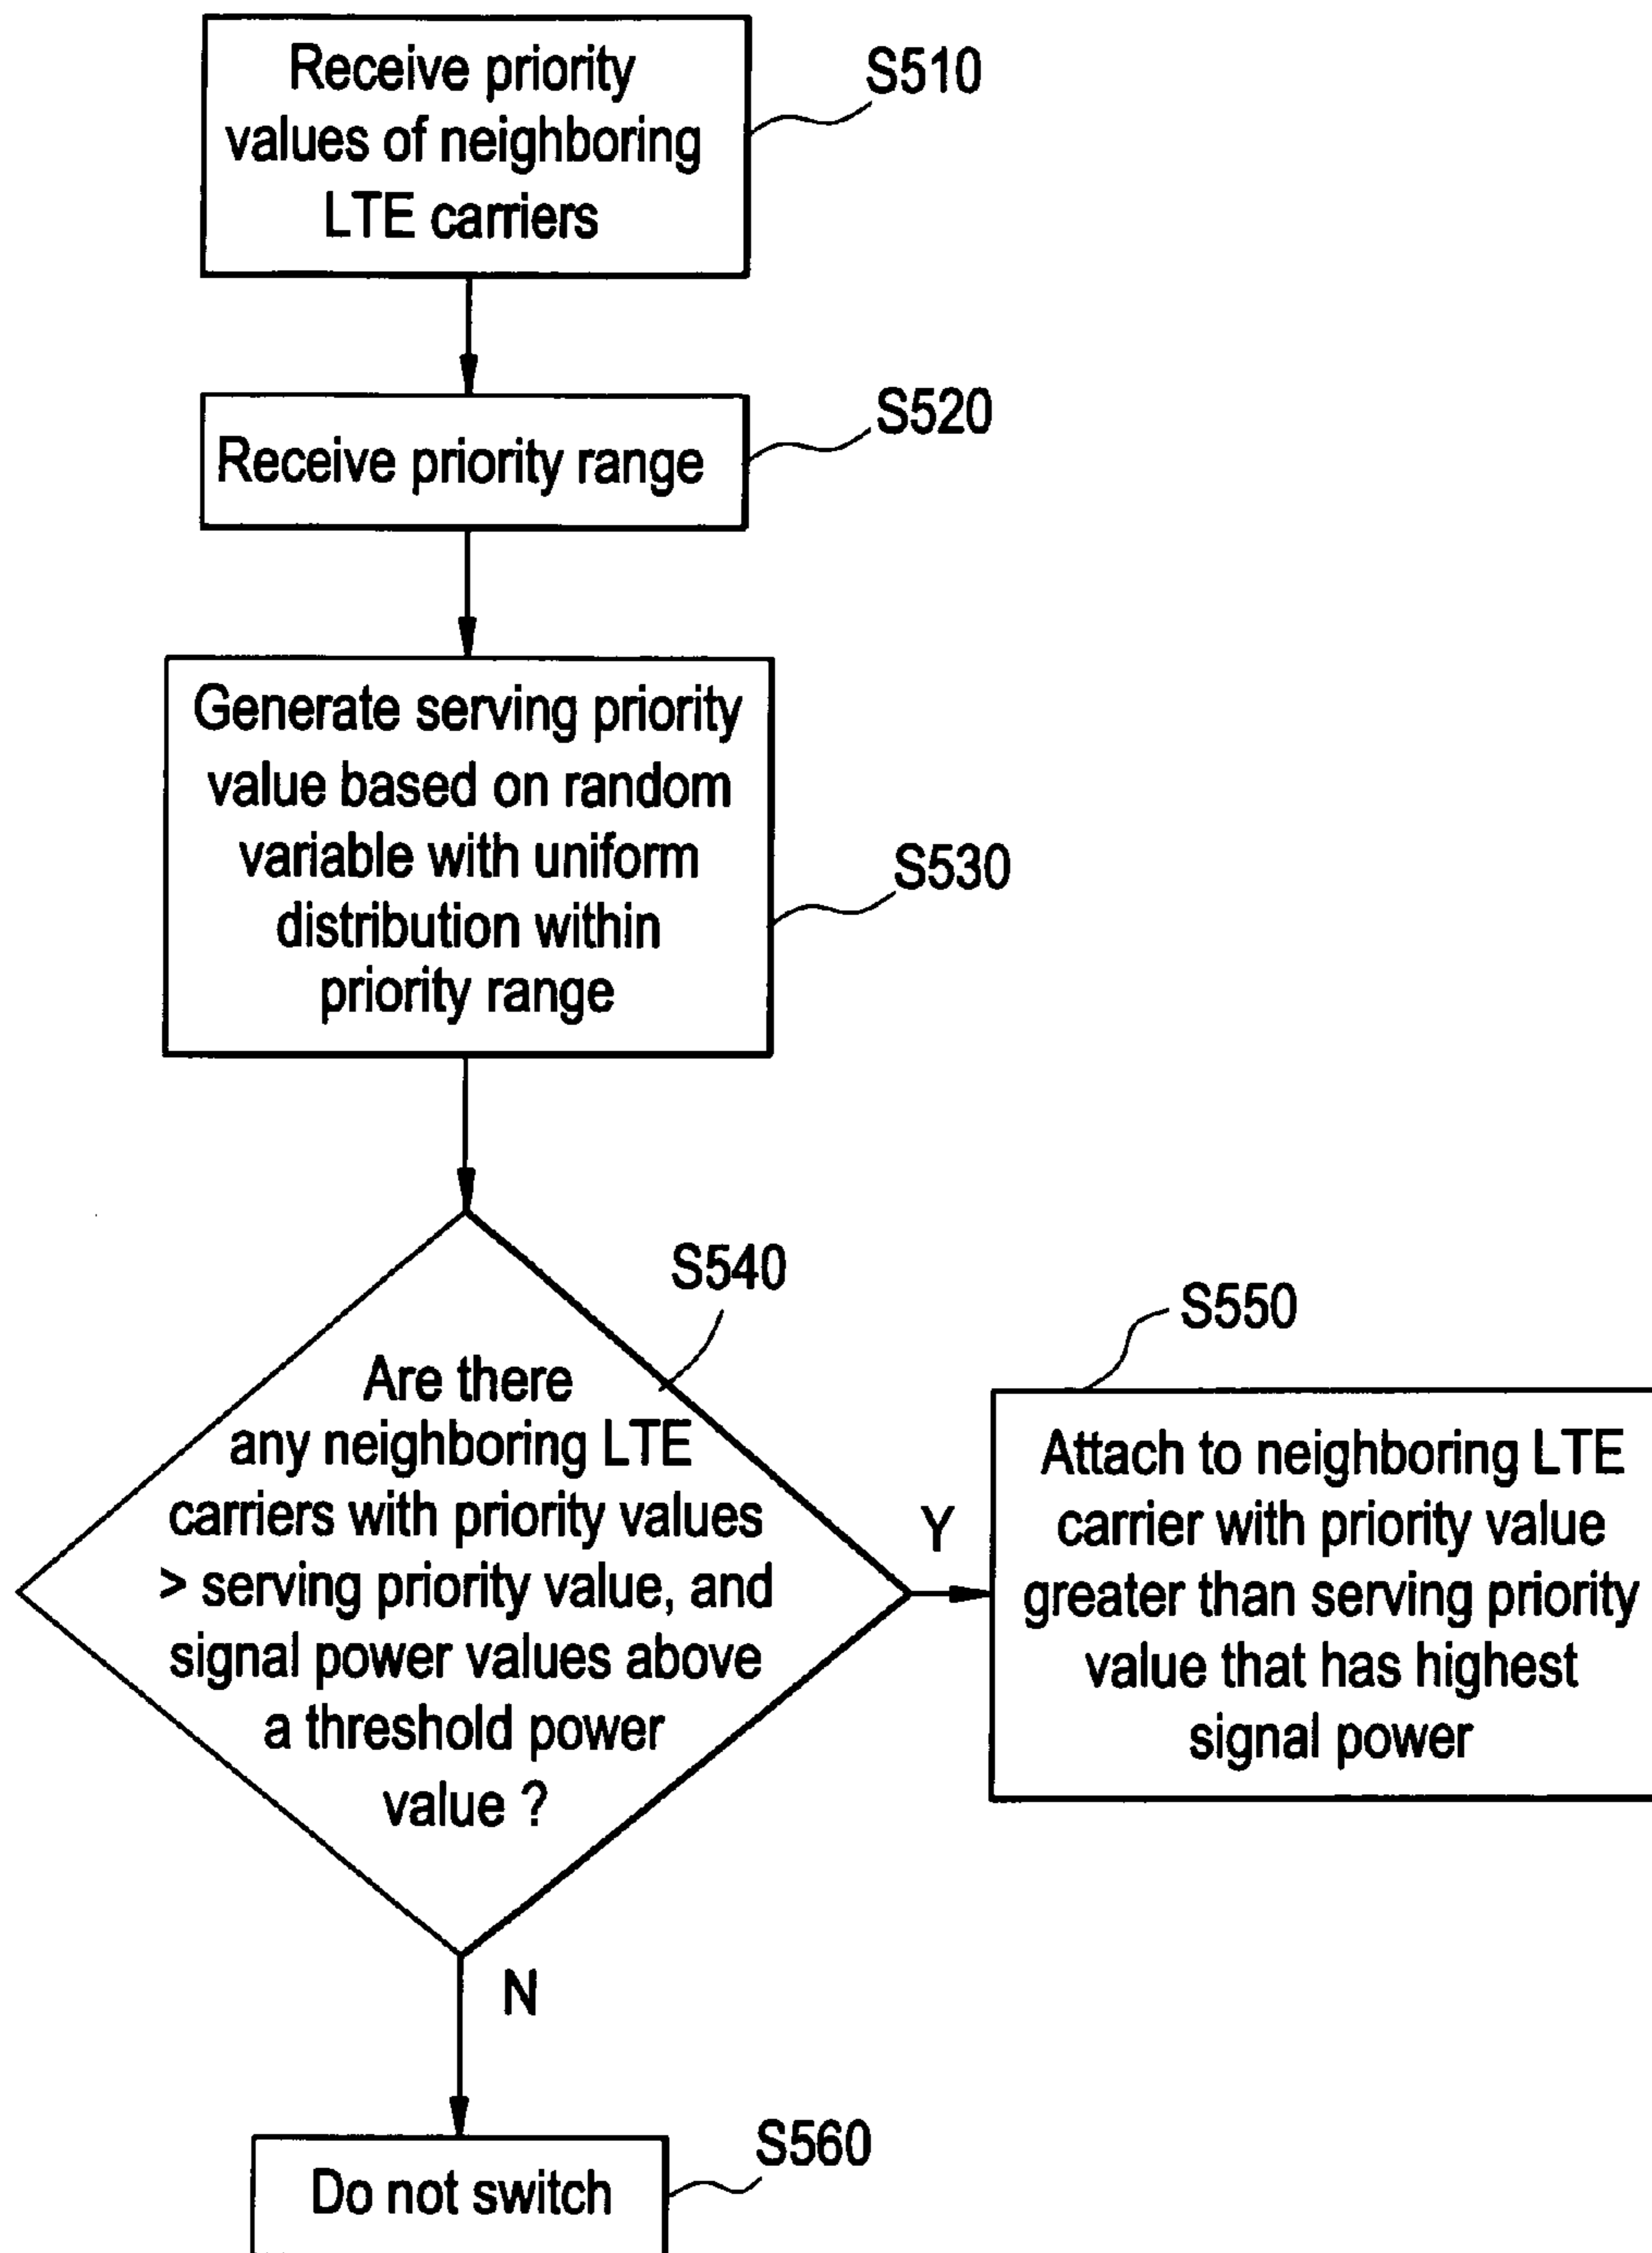 Receive priority
values of neighboring
LTE carriers
S510
Receive priority range
S520
Generate serving priority
value based on random
variable with uniform
distribution within
priority range
S530
Are there
any neighboring LTE
carriers with priority values
> serving priority value, and
signal power values above
a threshold power
value ?
S540
Y
S550
Attach to neighboring LTE
carrier with priority value
greater than serving priority
value that has highest
signal power
N
Do not switch
S560